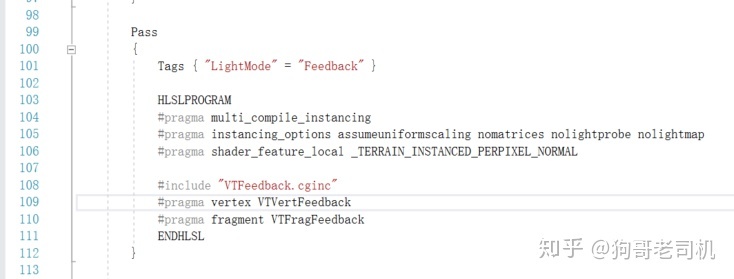 98
99 Pass
100 {
101 Tags { "LightMode" = "Feedback" }
102
103 HLSLPROGRAM
104 #pragma multi_compile_instancing
105 #pragma instancing_options assumeuniformscaling nomatrices nolightprobe nolightmap
106 #pragma shader_feature_local _TERRAIN_INSTANCED_PERPIXEL_NORMAL
107
108 #include "VTFeedback.cginc"
109 #pragma vertex VTVertFeedback
110 #pragma fragment VTFragFeedback
111 ENDHLSL
112 }
113
知乎 @狗哥老司机